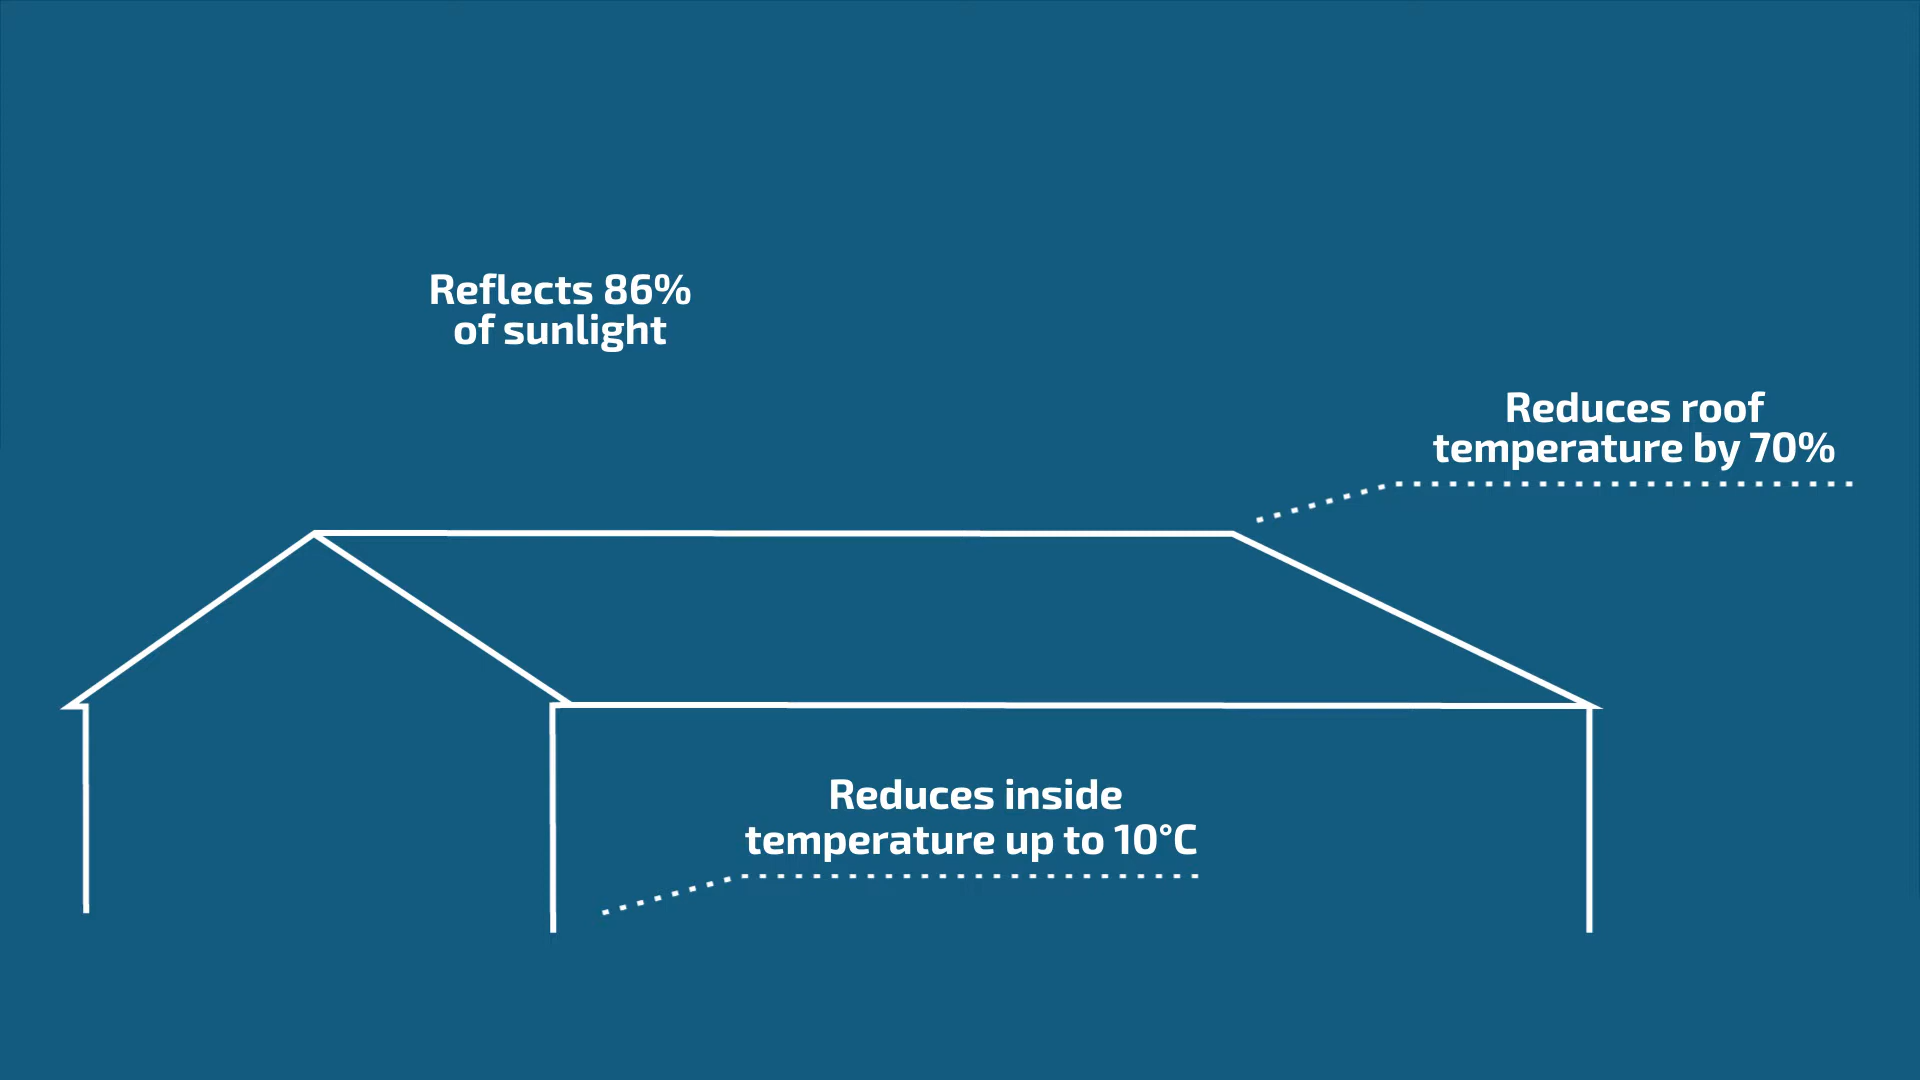 Reflects 86%
of sunlight
Reduces roof
temperature by 70%
Reduces inside
temperature up to 10°C